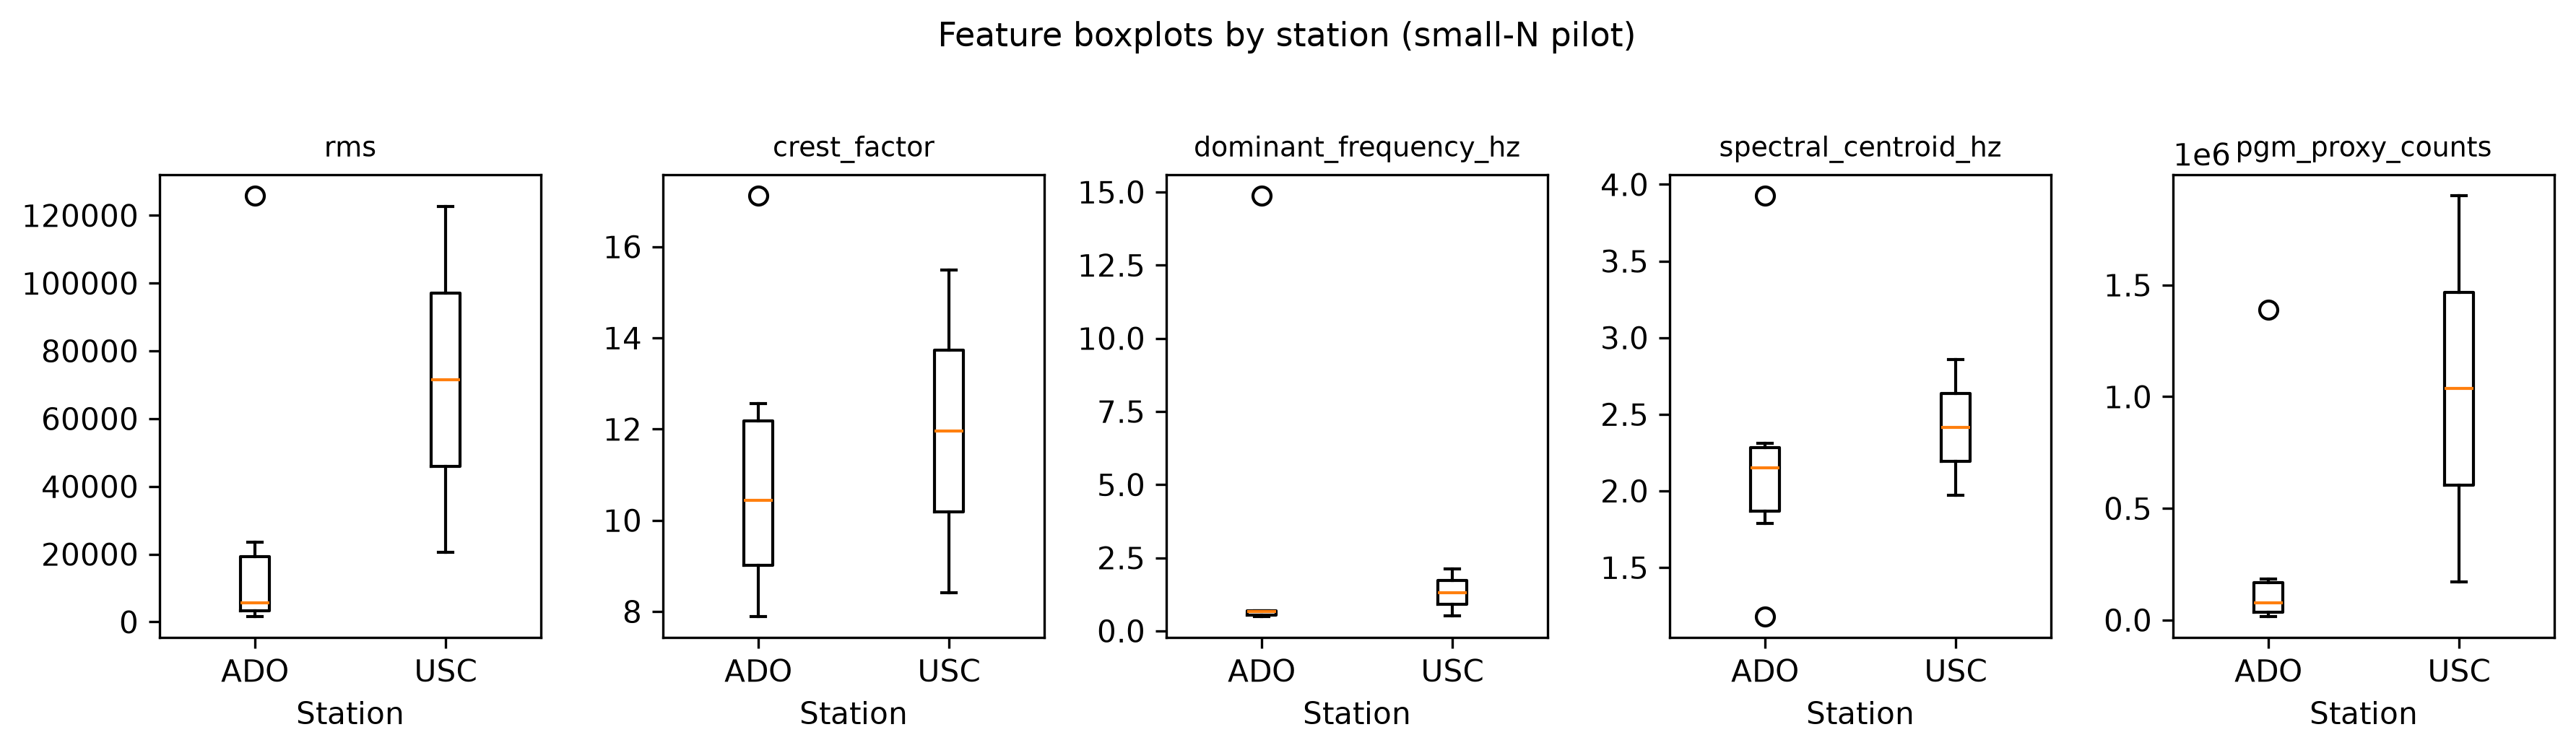 Feature boxplots by station (small-N pilot)
rms
120000
100000
80000
60000
40000
20000
0
ADO
USC
Station
crest_factor
16
14
12
10
8
ADO
USC
Station
dominant_frequency_hz
15.0
12.5
10.0
7.5
5.0
2.5
0.0
ADO
USC
Station
spectral_centroid_hz
4.0
3.5
3.0
2.5
2.0
1.5
ADO
USC
Station
1e6
pgm_proxy_counts
1.5
1.0
0.5
0.0
ADO
USC
Station